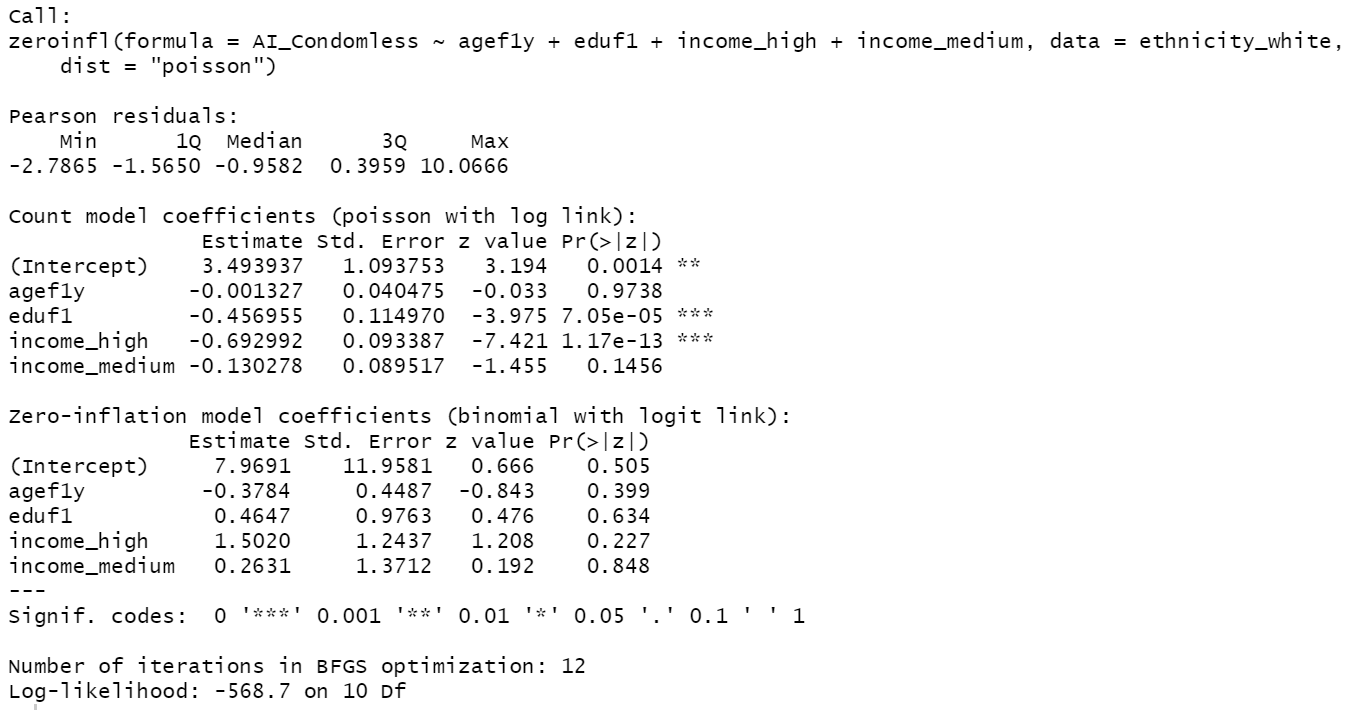 Call:
zeroinfl(formula = AI_Condomless ~ agef1y + eduf1 + income_high + income_medium, data = ethnicity_white,
    dist = "poisson")

Pearson residuals:
    Min      1Q  Median      3Q     Max
-2.7865 -1.5650 -0.9582  0.3959 10.0666

Count model coefficients (poisson with log link):
               Estimate Std. Error z value Pr(>|z|)
(Intercept)    3.493937   1.093753   3.194   0.0014 **
agef1y        -0.001327   0.040475  -0.033   0.9738
eduf1         -0.456955   0.114970  -3.975 7.05e-05 ***
income_high   -0.692992   0.093387  -7.421 1.17e-13 ***
income_medium -0.130278   0.089517  -1.455   0.1456

Zero-inflation model coefficients (binomial with logit link):
              Estimate Std. Error z value Pr(>|z|)
(Intercept)     7.9691    11.9581   0.666    0.505
agef1y         -0.3784     0.4487  -0.843    0.399
eduf1           0.4647     0.9763   0.476    0.634
income_high     1.5020     1.2437   1.208    0.227
income_medium   0.2631     1.3712   0.192    0.848
---
Signif. codes:  0 '***' 0.001 '**' 0.01 '*' 0.05 '.' 0.1 ' ' 1

Number of iterations in BFGS optimization: 12
Log-likelihood: -568.7 on 10 Df